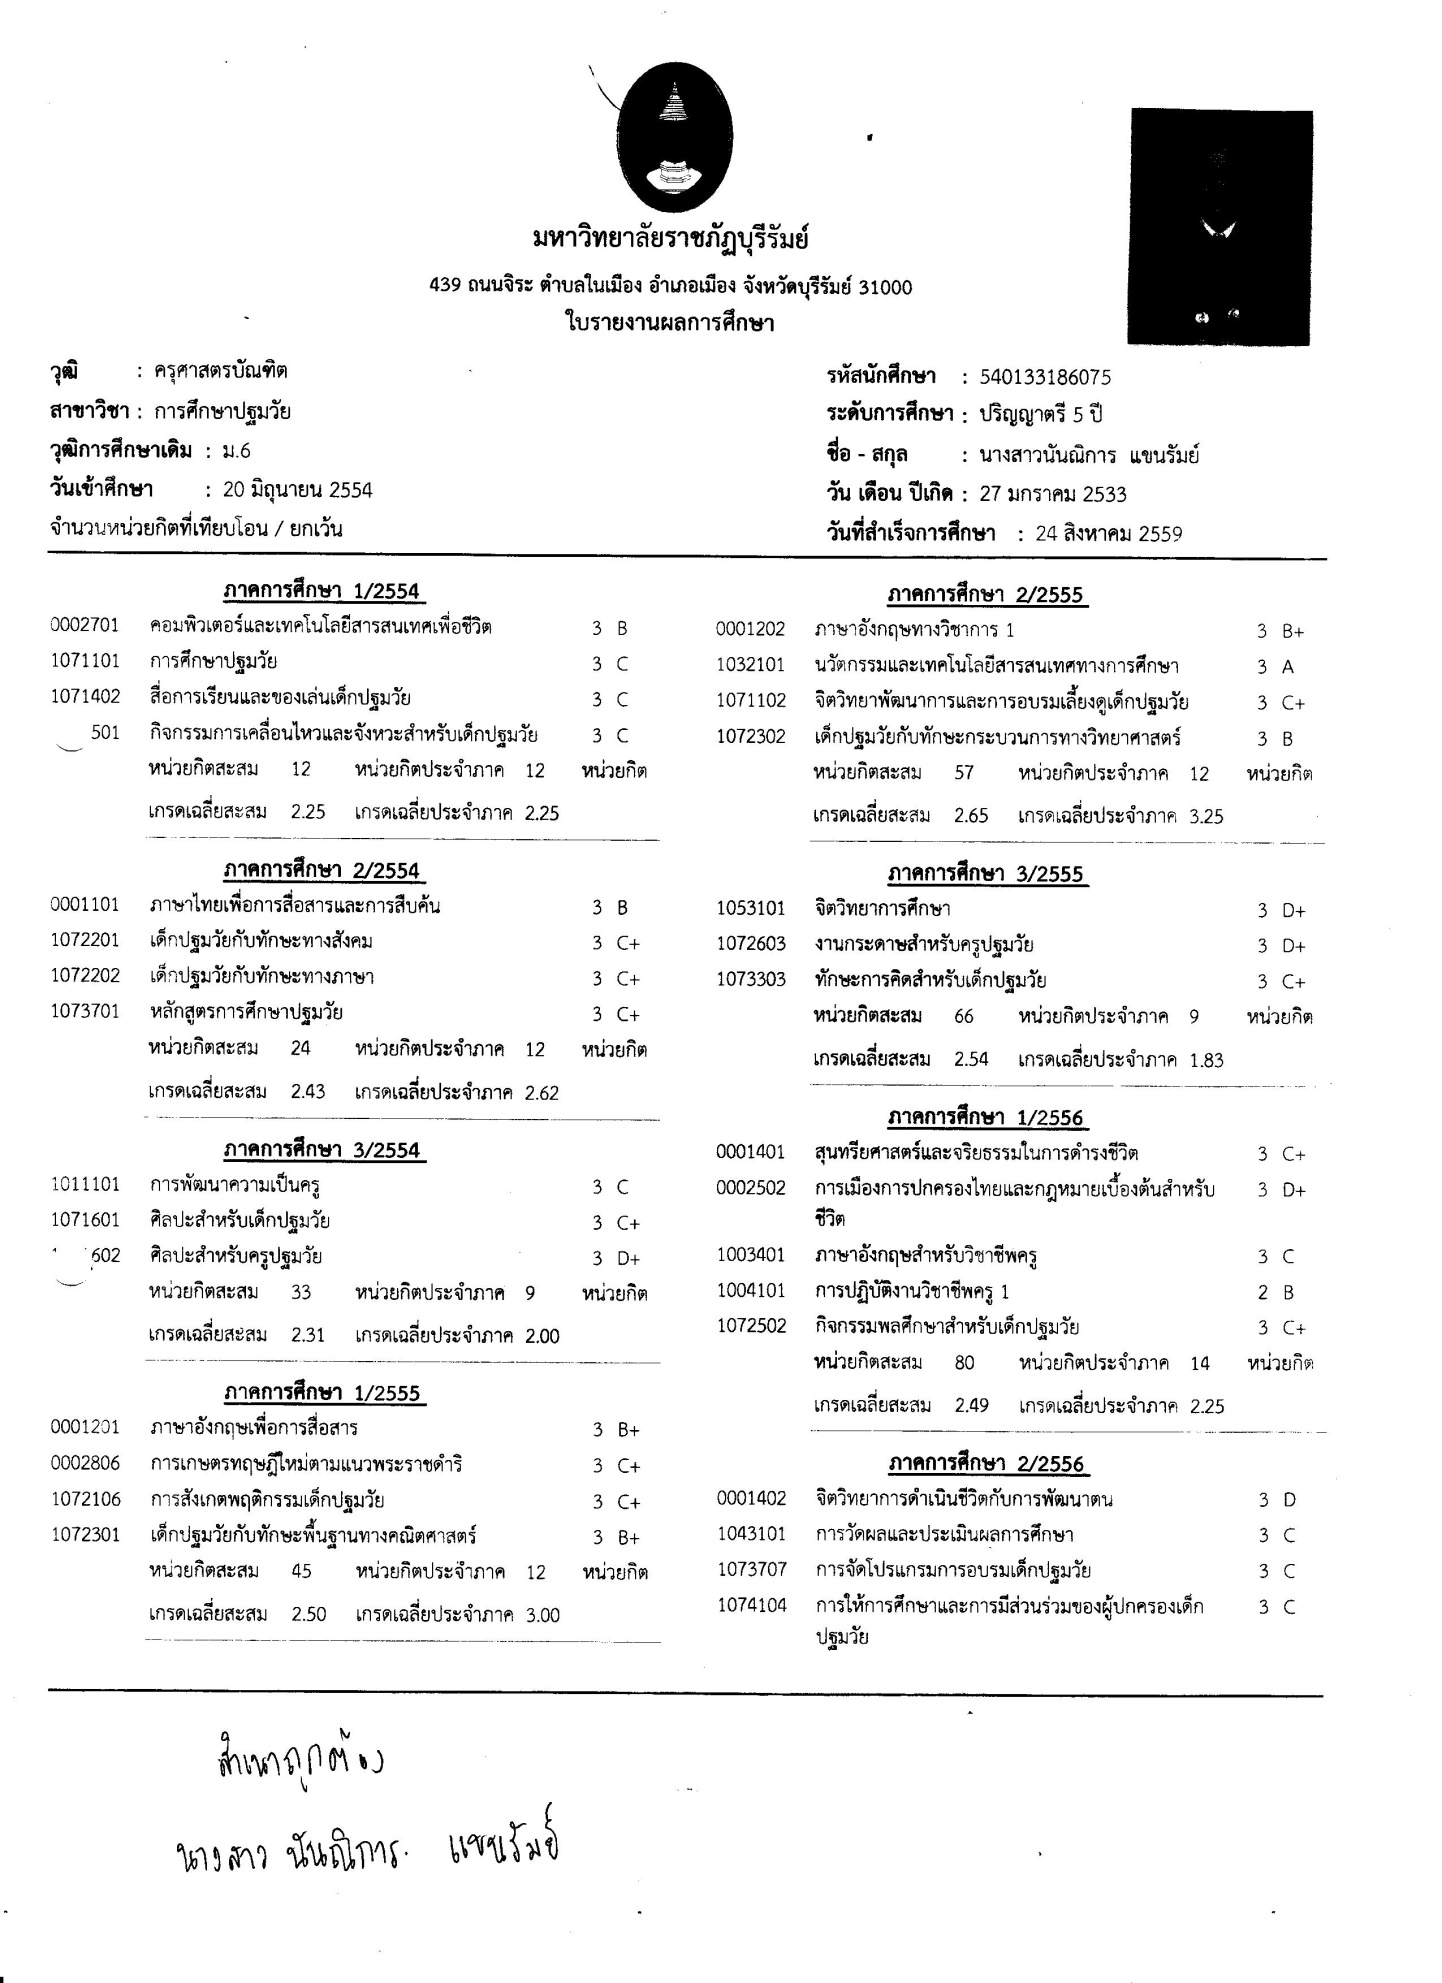 มหาวิทยาลัยราชภัฏบุรีรัมย์
439 ถนนจิระ ตำบลในเมือง อำเภอเมือง จังหวัดบุรีรัมย์ 31000
ใบรายงานผลการศึกษา
วุฒิ : ครุศาสตรบัณฑิต
สาขาวิชา : การศึกษาปฐมวัย
วุฒิการศึกษาเดิม : ม.6
วันเข้าศึกษา : 20 มิถุนายน 2554
จำนวนหน่วยกิตที่เทียบโอน / ยกเว้น
รหัสนักศึกษา : 540133186075
ระดับการศึกษา : ปริญญาตรี 5 ปี
ชื่อ - สกุล : นางสาวนันณิการ แขนรัมย์
วัน เดือน ปีเกิด : 27 มกราคม 2533
วันที่สำเร็จการศึกษา : 24 สิงหาคม 2559
ภาคการศึกษา 1/2554
0002701 คอมพิวเตอร์และเทคโนโลยีสารสนเทศเพื่อชีวิต 3 B
1071101 การศึกษาปฐมวัย 3 C
1071402 สื่อการเรียนและของเล่นเด็กปฐมวัย 3 C
501 กิจกรรมการเคลื่อนไหวและจังหวะสำหรับเด็กปฐมวัย 3 C
หน่วยกิตสะสม 12 หน่วยกิตประจำภาค 12 หน่วยกิต
เกรดเฉลี่ยสะสม 2.25 เกรดเฉลี่ยประจำภาค 2.25
ภาคการศึกษา 2/2554
0001101 ภาษาไทยเพื่อการสื่อสารและการสืบค้น 3 B
1072201 เด็กปฐมวัยกับทักษะทางสังคม 3 C+
1072202 เด็กปฐมวัยกับทักษะทางภาษา 3 C+
1073701 หลักสูตรการศึกษาปฐมวัย 3 C+
หน่วยกิตสะสม 24 หน่วยกิตประจำภาค 12 หน่วยกิต
เกรดเฉลี่ยสะสม 2.43 เกรดเฉลี่ยประจำภาค 2.62
ภาคการศึกษา 3/2554
1011101 การพัฒนาความเป็นครู 3 C
1071601 ศิลปะสำหรับเด็กปฐมวัย 3 C+
602 ศิลปะสำหรับครูปฐมวัย 3 D+
หน่วยกิตสะสม 33 หน่วยกิตประจำภาค 9 หน่วยกิต
เกรดเฉลี่ยสะสม 2.31 เกรดเฉลี่ยประจำภาค 2.00
ภาคการศึกษา 1/2555
0001201 ภาษาอังกฤษเพื่อการสื่อสาร 3 B+
0002806 การเกษตรทฤษฎีใหม่ตามแนวพระราชดำริ 3 C+
1072106 การสังเกตพฤติกรรมเด็กปฐมวัย 3 C+
1072301 เด็กปฐมวัยกับทักษะพื้นฐานทางคณิตศาสตร์ 3 B+
หน่วยกิตสะสม 45 หน่วยกิตประจำภาค 12 หน่วยกิต
เกรดเฉลี่ยสะสม 2.50 เกรดเฉลี่ยประจำภาค 3.00
ภาคการศึกษา 2/2555
0001202 ภาษาอังกฤษทางวิชาการ 1 3 B+
1032101 นวัตกรรมและเทคโนโลยีสารสนเทศทางการศึกษา 3 A
1071102 จิตวิทยาพัฒนาการและการอบรมเลี้ยงดูเด็กปฐมวัย 3 C+
1072302 เด็กปฐมวัยกับทักษะกระบวนการทางวิทยาศาสตร์ 3 B
หน่วยกิตสะสม 57 หน่วยกิตประจำภาค 12 หน่วยกิต
เกรดเฉลี่ยสะสม 2.65 เกรดเฉลี่ยประจำภาค 3.25
ภาคการศึกษา 3/2555
1053101 จิตวิทยาการศึกษา 3 D+
1072603 งานกระดาษสำหรับครูปฐมวัย 3 D+
1073303 ทักษะการคิดสำหรับเด็กปฐมวัย 3 C+
หน่วยกิตสะสม 66 หน่วยกิตประจำภาค 9 หน่วยกิต
เกรดเฉลี่ยสะสม 2.54 เกรดเฉลี่ยประจำภาค 1.83
ภาคการศึกษา 1/2556
0001401 สุนทรียศาสตร์และจริยธรรมในการดำรงชีวิต 3 C+
0002502 การเมืองการปกครองไทยและกฎหมายเบื้องต้นสำหรับ 3 D+
ชีวิต
1003401 ภาษาอังกฤษสำหรับวิชาชีพครู 3 C
1004101 การปฏิบัติงานวิชาชีพครู 1 2 B
1072502 กิจกรรมพลศึกษาสำหรับเด็กปฐมวัย 3 C+
หน่วยกิตสะสม 80 หน่วยกิตประจำภาค 14 หน่วยกิต
เกรดเฉลี่ยสะสม 2.49 เกรดเฉลี่ยประจำภาค 2.25
ภาคการศึกษา 2/2556
0001402 จิตวิทยาการดำเนินชีวิตกับการพัฒนาตน 3 D
1043101 การวัดผลและประเมินผลการศึกษา 3 C
1073707 การจัดโปรแกรมการอบรมเด็กปฐมวัย 3 C
1074104 การให้การศึกษาและการมีส่วนร่วมของผู้ปกครองเด็ก 3 C
ปฐมวัย
สำเนาถูกต้อง
นางสาว นันณิการ แขนรัมย์